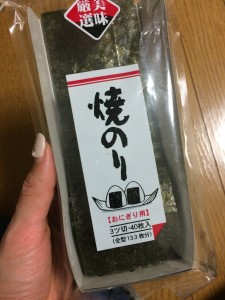 厳選
美味
焼のり
【おにぎり用】
3ツ切・40枚入
(全型13.3枚分)